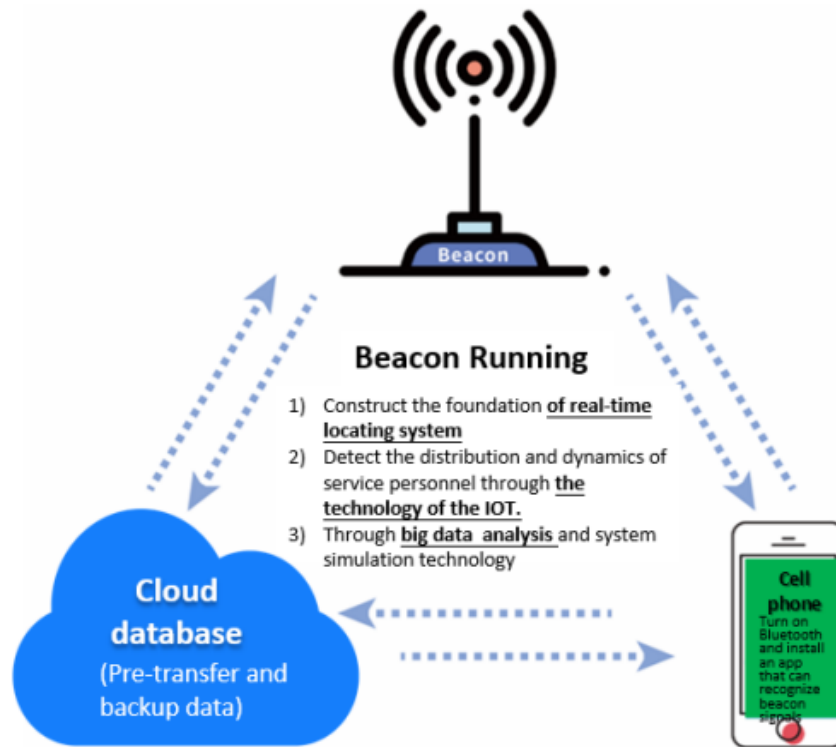 Beacon
Beacon Running
1) Construct the foundation of real-time
locating system
2) Detect the distribution and dynamics of
service personnel through the
technology of the IOT.
3) Through big data analysis and system
simulation technology
Cloud
database
(Pre-transfer and
backup data)
Cell
phone
Turn on
Bluetooth
and install
an app
that can
recognize
beacon
signals